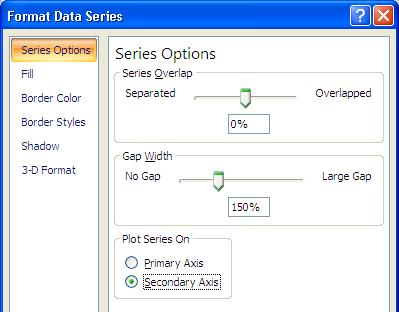 Format Data Series
Series Options
Fill
Border Color
Border Styles
Shadow
3-D Format
Series Options
Series Overlap
Separated Overlapped
0%
Gap Width
No Gap Large Gap
150%
Plot Series On
Primary Axis
Secondary Axis